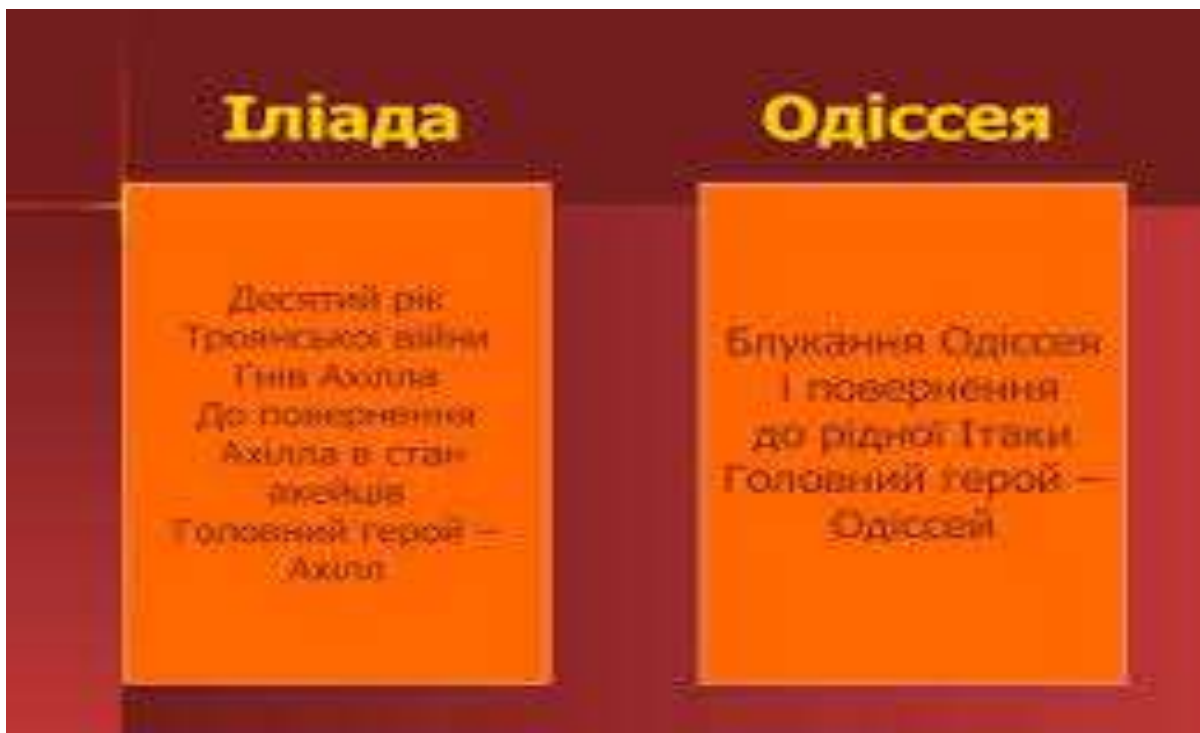 Іліада
Десятий рік
Троянської війни
Гнів Ахілла
До повернення
Ахілла в стан
ахейців
Головний герой –
Ахілл
Одіссея
Блукання Одіссея
І повернення
до рідної Ітаки
Головний герой –
Одіссей